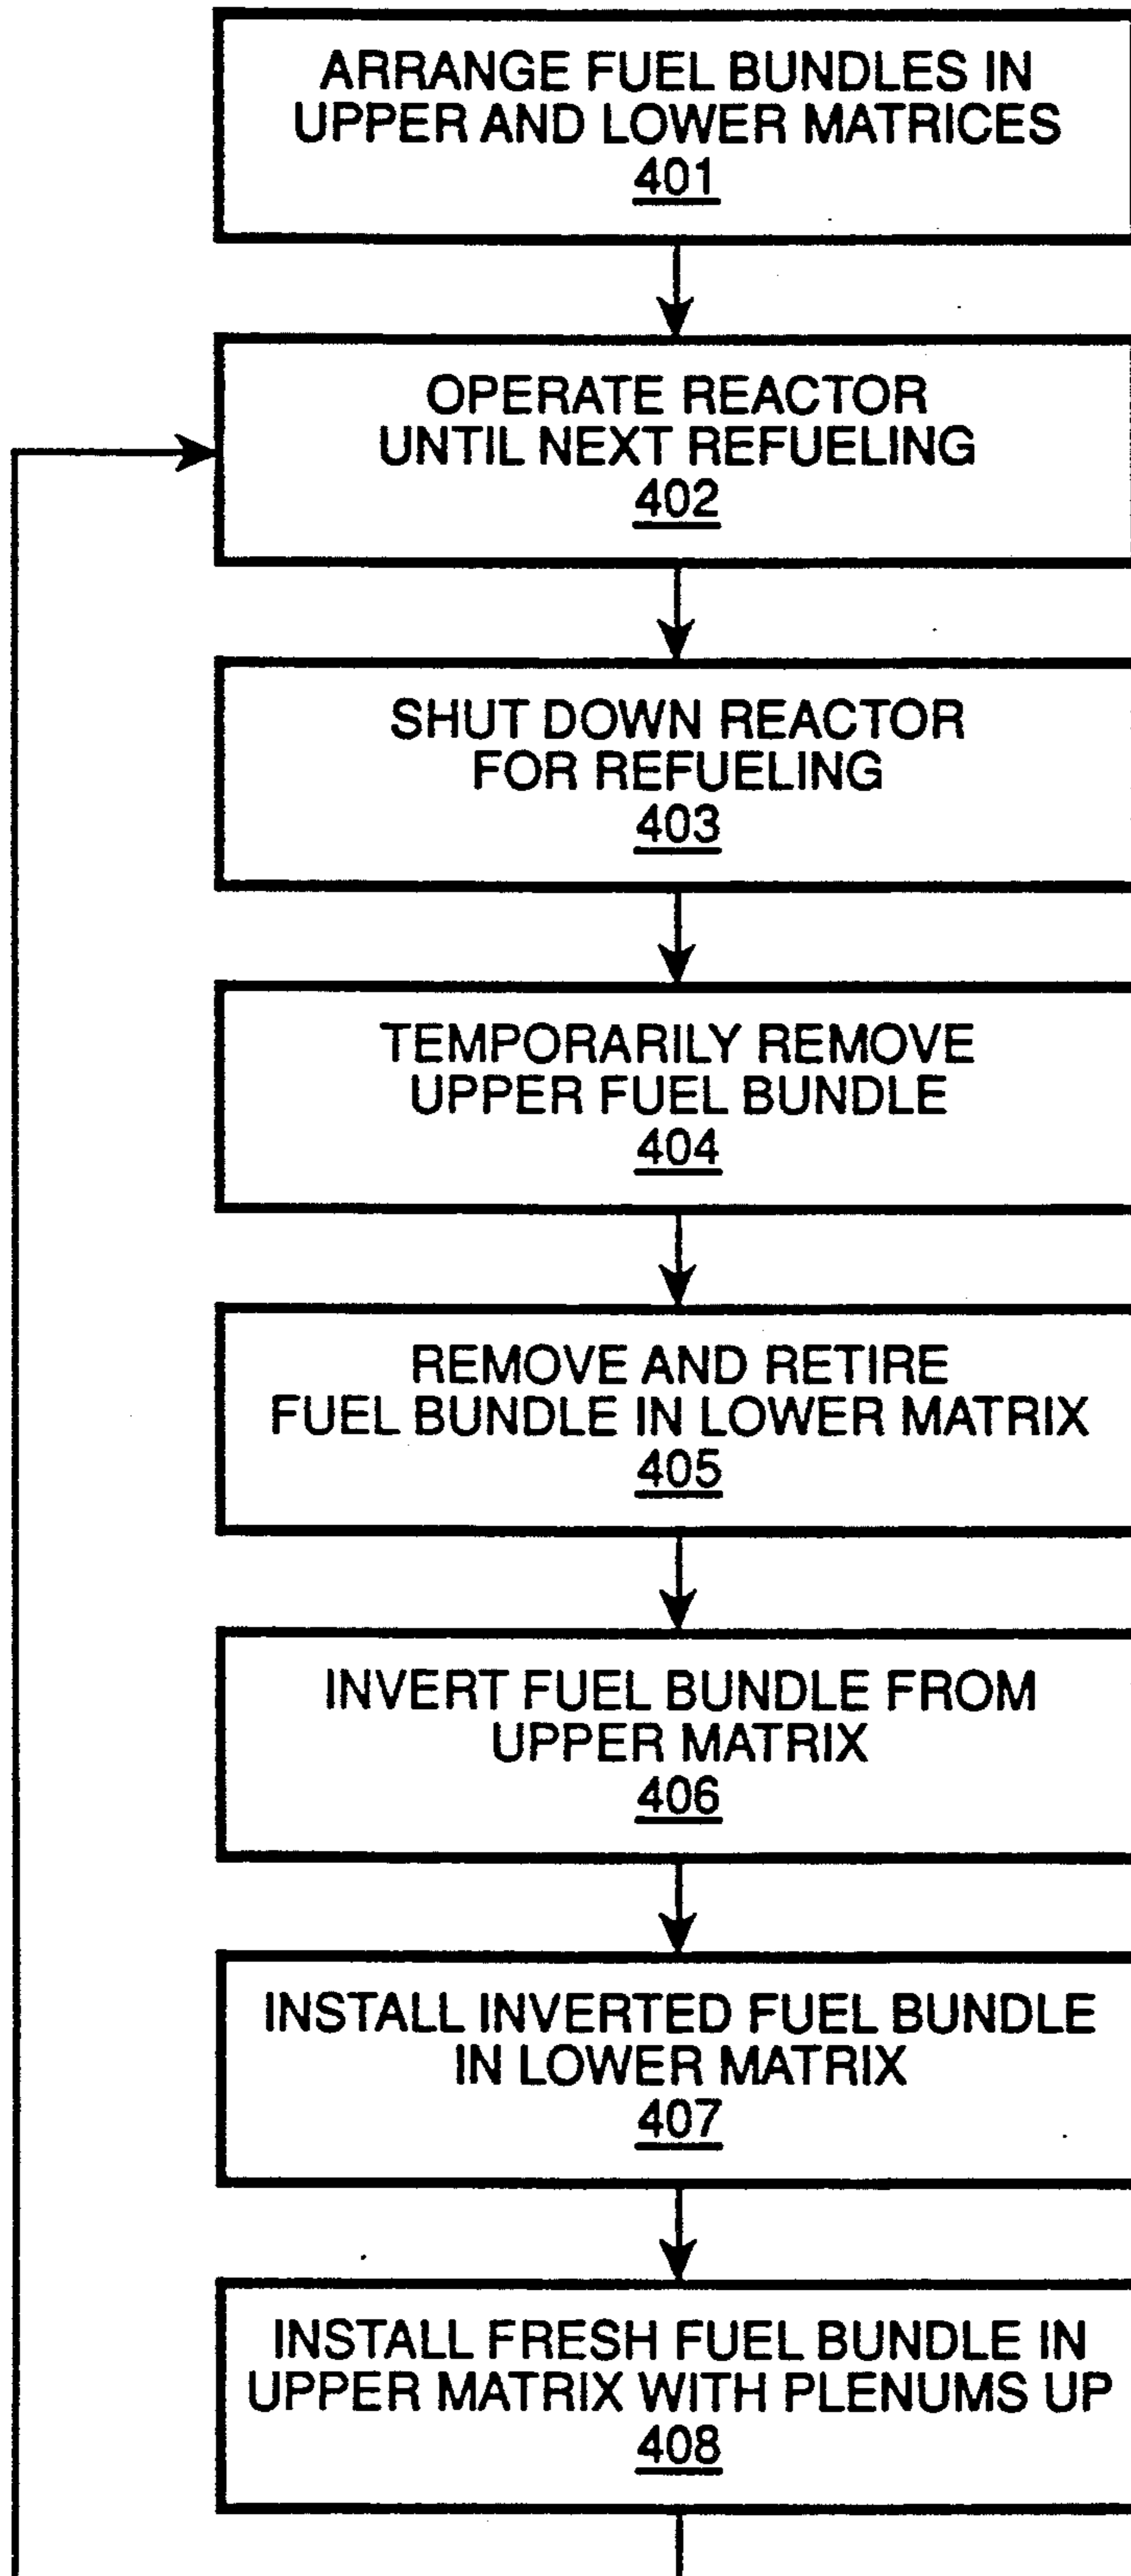 ARRANGE FUEL BUNDLES IN
UPPER AND LOWER MATRICES
401
OPERATE REACTOR
UNTIL NEXT REFUELING
402
SHUT DOWN REACTOR
FOR REFUELING
403
TEMPORARILY REMOVE
UPPER FUEL BUNDLE
404
REMOVE AND RETIRE
FUEL BUNDLE IN LOWER MATRIX
405
INVERT FUEL BUNDLE FROM
UPPER MATRIX
406
INSTALL INVERTED FUEL BUNDLE
IN LOWER MATRIX
407
INSTALL FRESH FUEL BUNDLE IN
UPPER MATRIX WITH PLENUMS UP
408